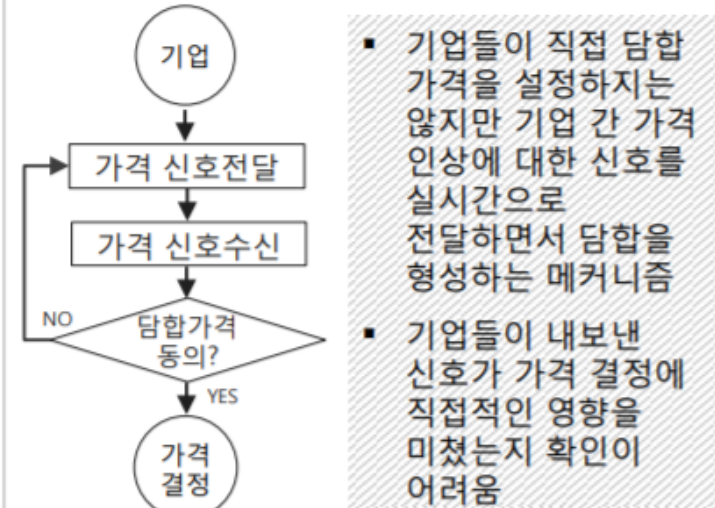 기업
가격 신호전달
가격 신호수신
NO
담합가격
동의?
YES
가격
결정
▪ 기업들이 직접 담합
가격을 설정하지는
않지만 기업 간 가격
인상에 대한 신호를
실시간으로
전달하면서 담합을
형성하는 메커니즘
▪ 기업들이 내보낸
신호가 가격 결정에
직접적인 영향을
미쳤는지 확인이
어려움